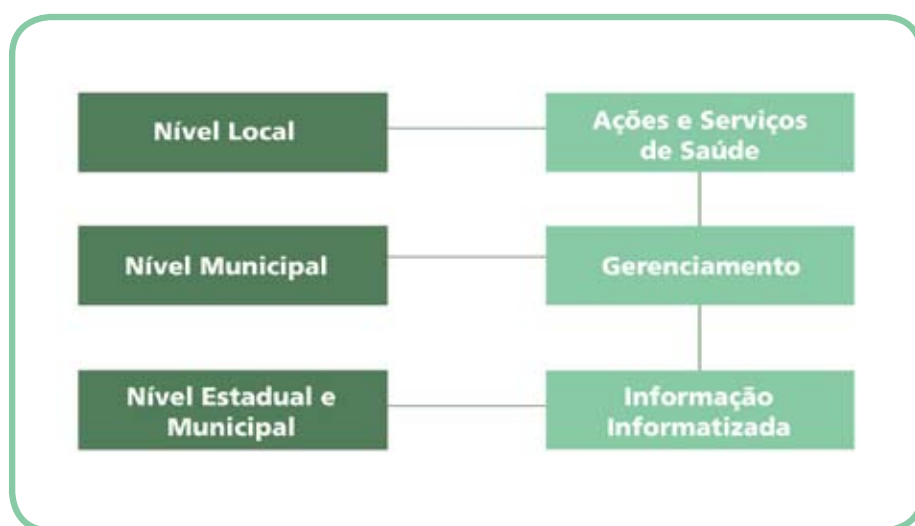 Nível Local
Ações e Serviços
de Saúde
Nível Municipal
Gerenciamento
Nível Estadual e
Municipal
Informação
Informatizada